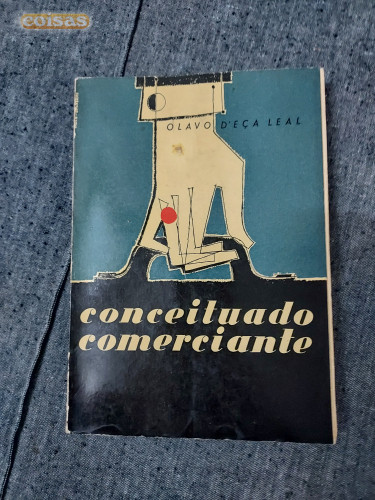 coisas
OLAVO D'EÇA LEAL
conceituado
comerciante